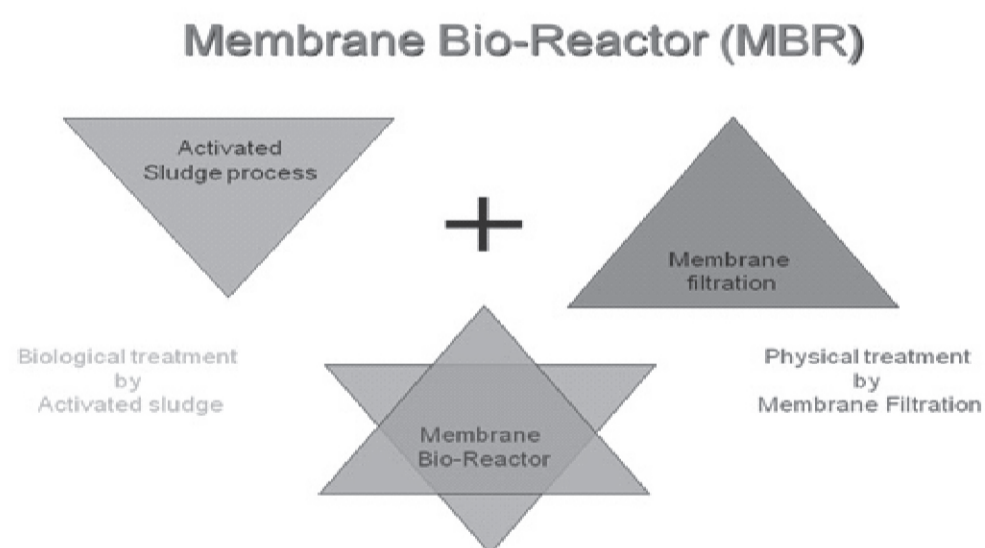 Membrane Bio-Reactor (MBR)
Activated
Sludge process
Membrane
filtration
Biological treatment
by
Activated sludge
Physical treatment
by
Membrane Filtration
Membrane
Bio-Reactor